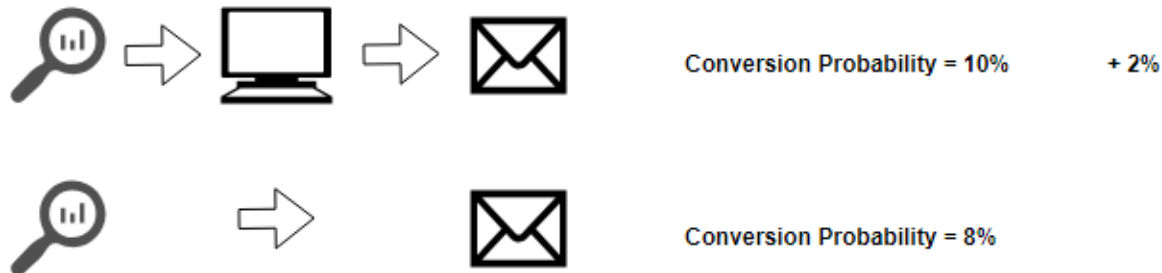 Conversion Probability = 10% + 2%
Conversion Probability = 8%